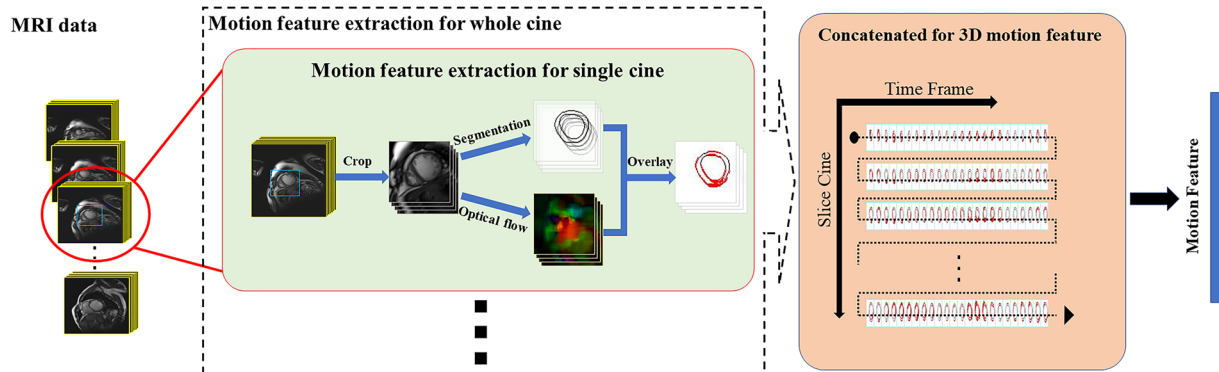 MRI data
Motion feature extraction for whole cine
Motion feature extraction for single cine
Crop
Segmentation
Optical flow
Overlay
Concatenated for 3D motion feature
Time Frame
Slice Cine
Motion Feature